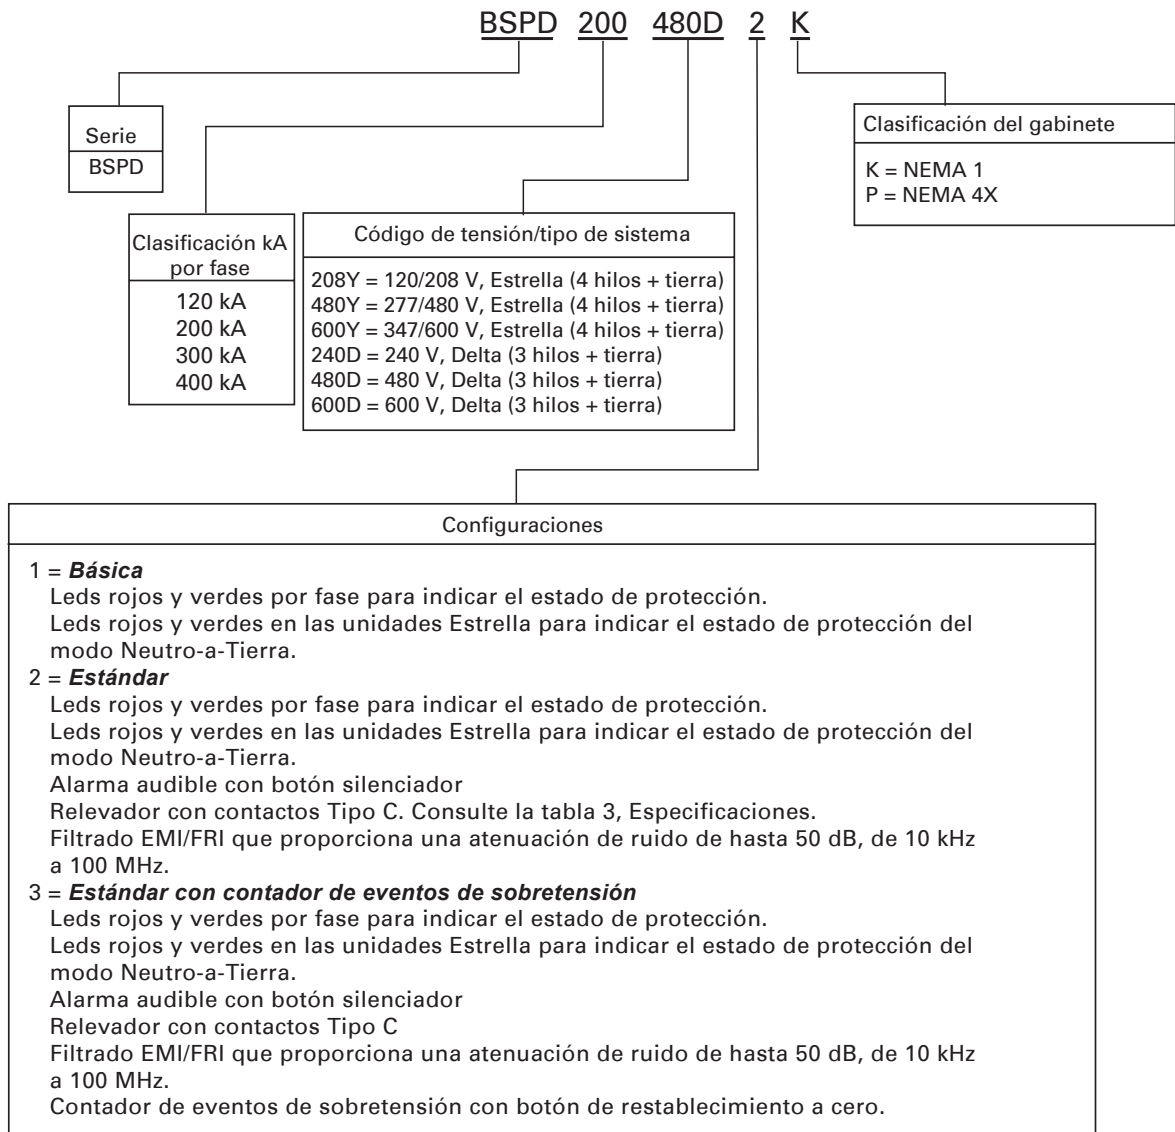 BSPD 200 480D 2 K
Serie
BSPD
Clasificación kA
por fase
120 kA
200 kA
300 kA
400 kA
Código de tensión/tipo de sistema
208Y = 120/208 V, Estrella (4 hilos + tierra)
480Y = 277/480 V, Estrella (4 hilos + tierra)
600Y = 347/600 V, Estrella (4 hilos + tierra)
240D = 240 V, Delta (3 hilos + tierra)
480D = 480 V, Delta (3 hilos + tierra)
600D = 600 V, Delta (3 hilos + tierra)
Clasificación del gabinete
K = NEMA 1
P = NEMA 4X
Configuraciones
1 = Básica
Leds rojos y verdes por fase para indicar el estado de protección.
Leds rojos y verdes en las unidades Estrella para indicar el estado de protección del
modo Neutro-a-Tierra.
2 = Estándar
Leds rojos y verdes por fase para indicar el estado de protección.
Leds rojos y verdes en las unidades Estrella para indicar el estado de protección del
modo Neutro-a-Tierra.
Alarma audible con botón silenciador
Relevador con contactos Tipo C. Consulte la tabla 3, Especificaciones.
Filtrado EMI/FRI que proporciona una atenuación de ruido de hasta 50 dB, de 10 kHz
a 100 MHz.
3 = Estándar con contador de eventos de sobretensión
Leds rojos y verdes por fase para indicar el estado de protección.
Leds rojos y verdes en las unidades Estrella para indicar el estado de protección del
modo Neutro-a-Tierra.
Alarma audible con botón silenciador
Relevador con contactos Tipo C
Filtrado EMI/FRI que proporciona una atenuación de ruido de hasta 50 dB, de 10 kHz
a 100 MHz.
Contador de eventos de sobretensión con botón de restablecimiento a cero.